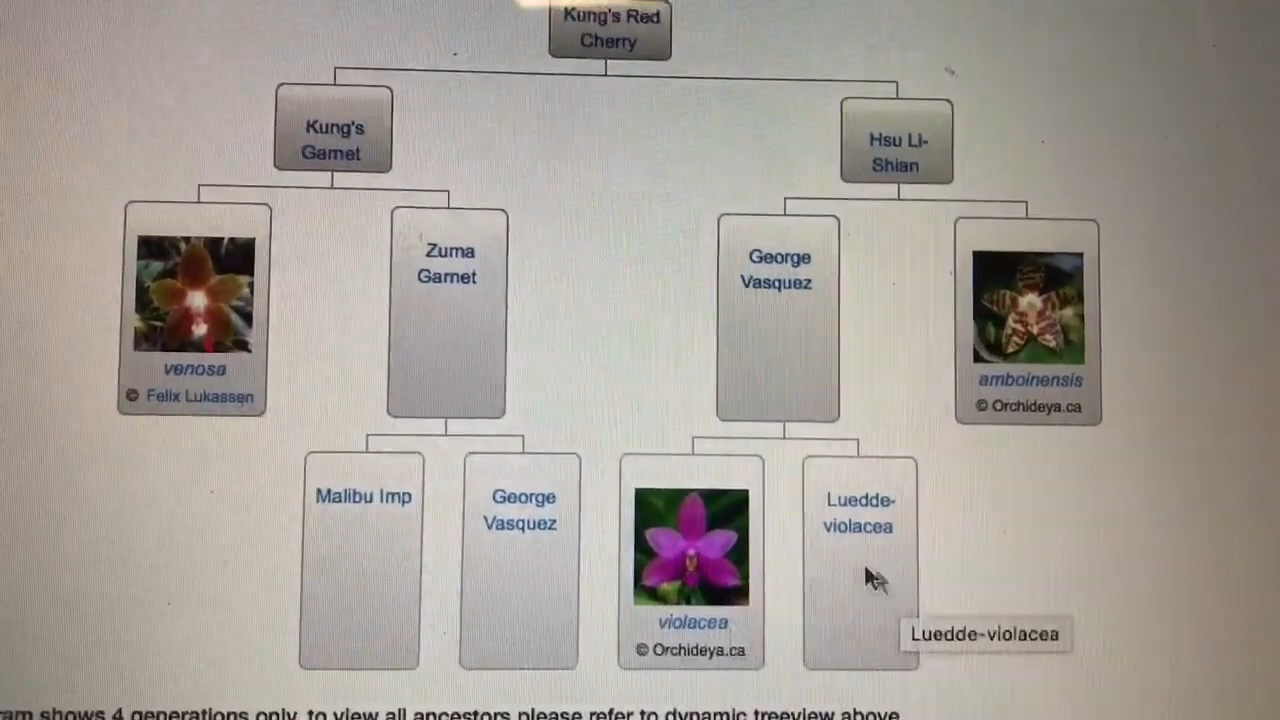 Kung's Red
Cherry
Kung's
Garnet
Hsu Li-
Shian
venosa
© Felix Lukassen
Zuma
Garnet
George
Vasquez
amboinensis
© Orchideya.ca
Malibu Imp
George
Vasquez
violacea
© Orchideya.ca
Luedde-
violacea
Luedde-violacea
shows 4 generations only, to view all ancestors please refer to dynamic treeview above